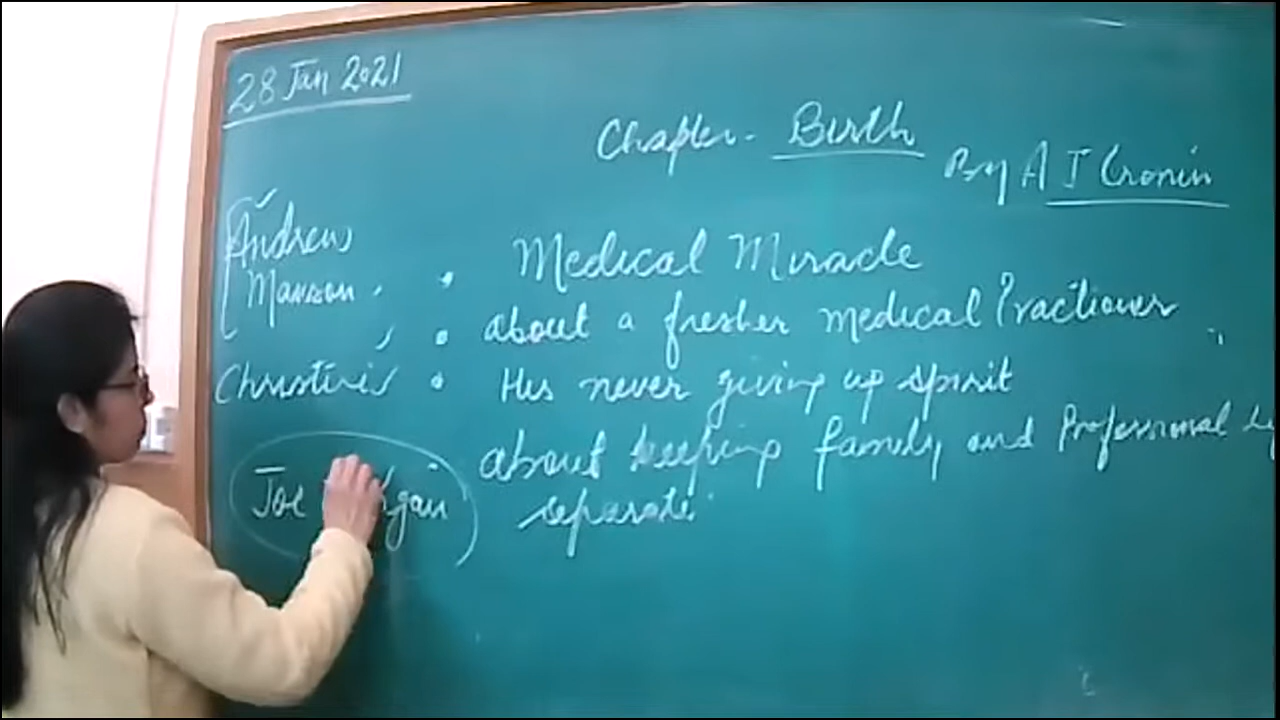 28 Jan 2021
Chapter - Birth
By A J Cronin
Andrew
Manson
Medical Miracle
about a fresher medical Practioner
Christine
His never giving up spirit
about keeping family and Professional
Joe
separate